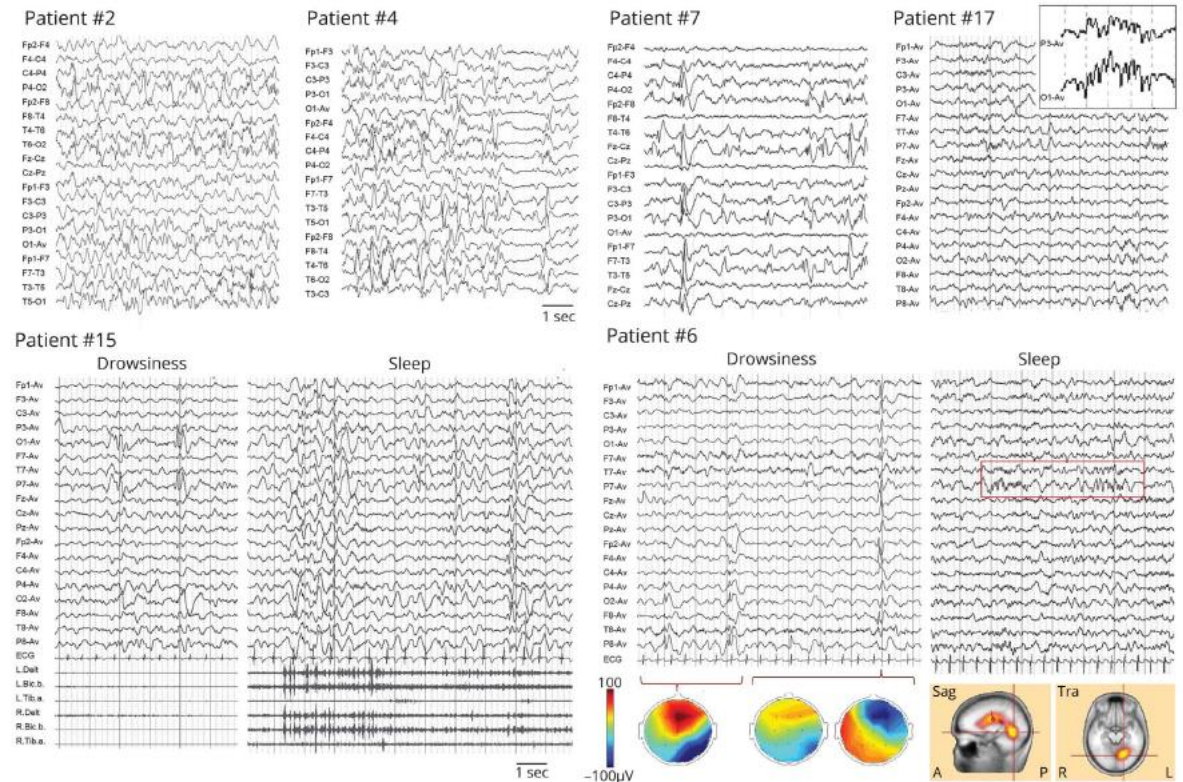 Patient #2
Fp2-F4
F4-C4
C4-P4
P4-O2
Fp2-F8
F8-T4
T4-T6
T6-O2
Fz-Cz
Cz-Pz
Fp1-F3
F3-C3
C3-P3
P3-O1
O1-Av
Fp1-F7
F7-T3
T3-T5
T5-O1
Patient #4
Fp1-F3
F3-C3
C3-P3
P3-O1
O1-Av
Fp2-F4
F4-C4
C4-P4
P4-O2
Fp1-F7
F7-T3
T3-T5
T5-O1
Fp2-F8
F8-T4
T4-T6
T6-O2
T3-C3
1 sec
Patient #7
Fp2-F4
F4-C4
C4-P4
P4-O2
Fp2-F8
F8-T4
T4-T6
Fz-Cz
Cz-Pz
Fp1-F3
F3-C3
C3-P3
P3-O1
O1-Av
Fp1-F7
F7-T3
T3-T5
Fz-Cz
Cz-Pz
Patient #17
Fp1-Av
F3-Av
C3-Av
P3-Av
O1-Av
F7-Av
T7-Av
P7-Av
Fz-Av
Cz-Av
Pz-Av
Fp2-Av
F4-Av
C4-Av
P4-Av
O2-Av
F8-Av
T8-Av
P8-Av
P3-Av
O1-Av
Patient #15
Drowsiness
Sleep
Fp1-Av
F3-Av
C3-Av
P3-Av
O1-Av
F7-Av
T7-Av
P7-Av
Fz-Av
Cz-Av
Pz-Av
Fp2-Av
F4-Av
C4-Av
P4-Av
O2-Av
F8-Av
T8-Av
P8-Av
ECG
L.Delt
L.Bic.b.
L.Tib.a.
R.Delt
R.Bic.b.
R.Tib.a.
1 sec
Patient #6
Drowsiness
Sleep
Fp1-Av
F3-Av
C3-Av
P3-Av
O1-Av
F7-Av
T7-Av
P7-Av
Fz-Av
Cz-Av
Pz-Av
Fp2-Av
F4-Av
C4-Av
P4-Av
O2-Av
F8-Av
T8-Av
P8-Av
ECG
100
−100µV
Sag
A P
Tra
R L